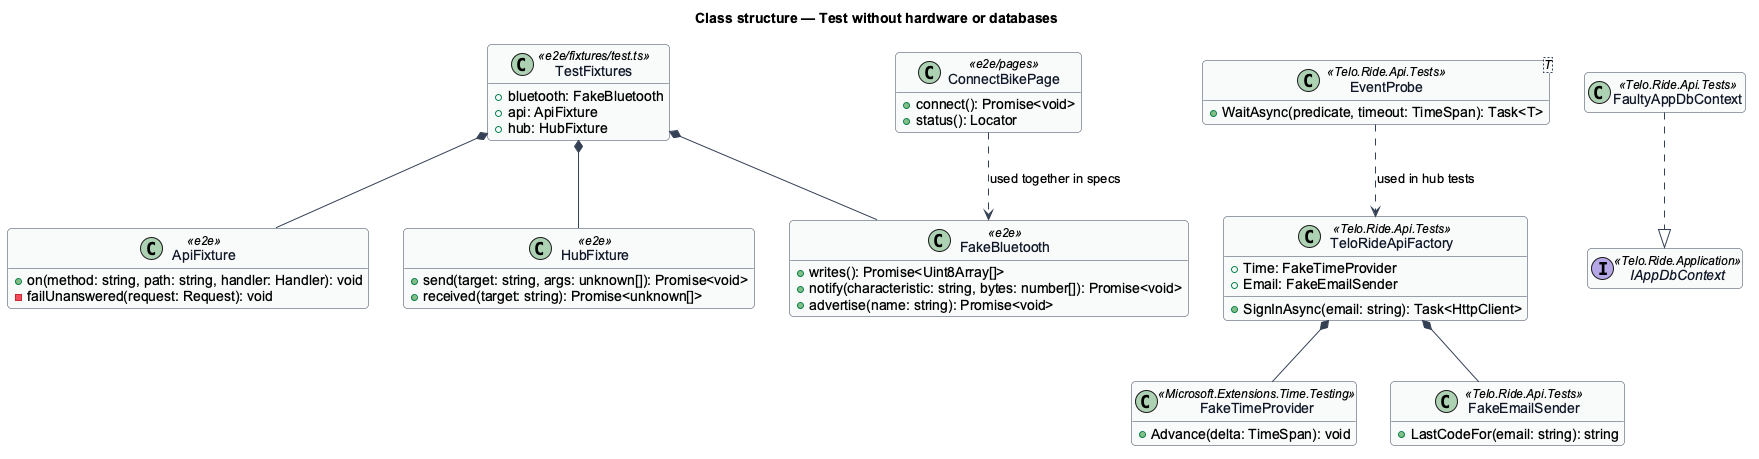 Class structure — Test without hardware or databases
C
«e2e/fixtures/test.ts»
TestFixtures
bluetooth: FakeBluetooth
api: ApiFixture
hub: HubFixture
C
«e2e/pages»
ConnectBikePage
connect(): Promise<void>
status(): Locator
T
C
«Telo.Ride.Api.Tests»
EventProbe
WaitAsync(predicate, timeout: TimeSpan): Task<T>
C
«Telo.Ride.Api.Tests»
FaultyAppDbContext
used together in specs
used in hub tests
C
«e2e»
ApiFixture
on(method: string, path: string, handler: Handler): void
failUnanswered(request: Request): void
C
«e2e»
HubFixture
send(target: string, args: unknown[]): Promise<void>
received(target: string): Promise<unknown[]>
C
«e2e»
FakeBluetooth
writes(): Promise<Uint8Array[]>
notify(characteristic: string, bytes: number[]): Promise<void>
advertise(name: string): Promise<void>
C
«Telo.Ride.Api.Tests»
TeloRideApiFactory
Time: FakeTimeProvider
Email: FakeEmailSender
SignInAsync(email: string): Task<HttpClient>
I
«Telo.Ride.Application»
IAppDbContext
C
«Microsoft.Extensions.Time.Testing»
FakeTimeProvider
Advance(delta: TimeSpan): void
C
«Telo.Ride.Api.Tests»
FakeEmailSender
LastCodeFor(email: string): string